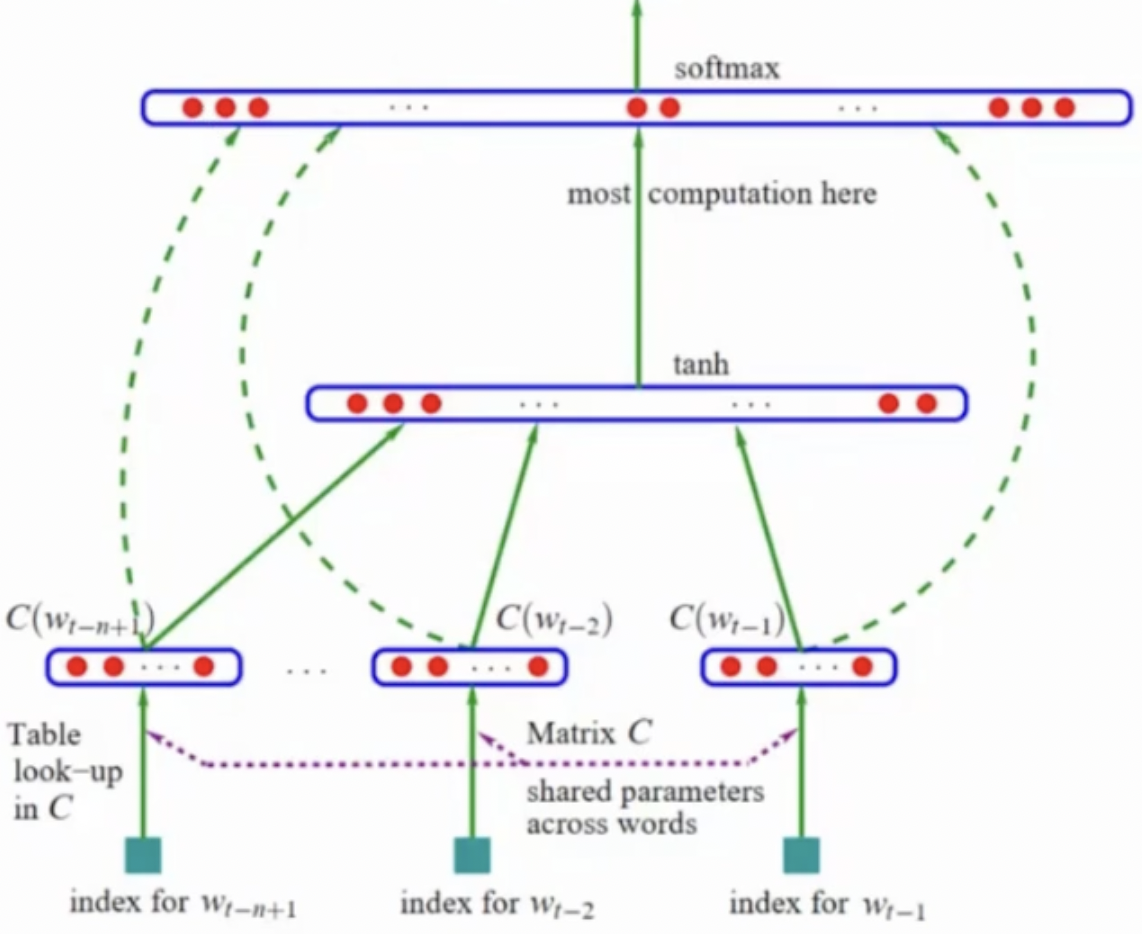 softmax
. . .
. . .
most computation here
tanh
. . .
. . .
C(w_{t−n+1})
C(w_{t−2})
C(w_{t−1})
. . .
. . .
. . .
. . .
Table
look−up
in C
Matrix C
shared parameters
across words
index for w_{t−n+1}
index for w_{t−2}
index for w_{t−1}